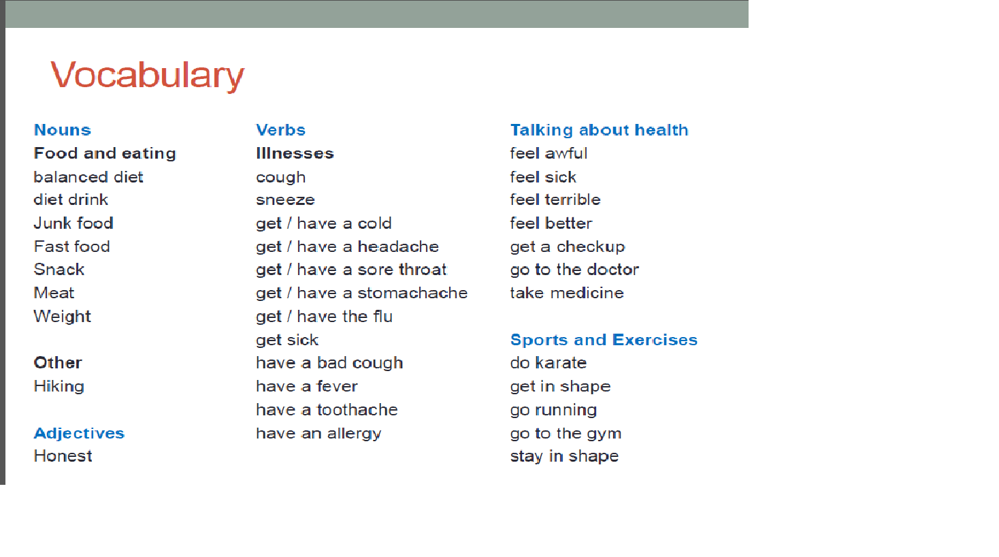 Vocabulary
Nouns
Food and eating
balanced diet
diet drink
Junk food
Fast food
Snack
Meat
Weight
Other
Hiking
Adjectives
Honest
Verbs
Illnesses
cough
sneeze
get / have a cold
get / have a headache
get / have a sore throat
get / have a stomachache
get / have the flu
get sick
have a bad cough
have a fever
have a toothache
have an allergy
Talking about health
feel awful
feel sick
feel terrible
feel better
get a checkup
go to the doctor
take medicine
Sports and Exercises
do karate
get in shape
go running
go to the gym
stay in shape